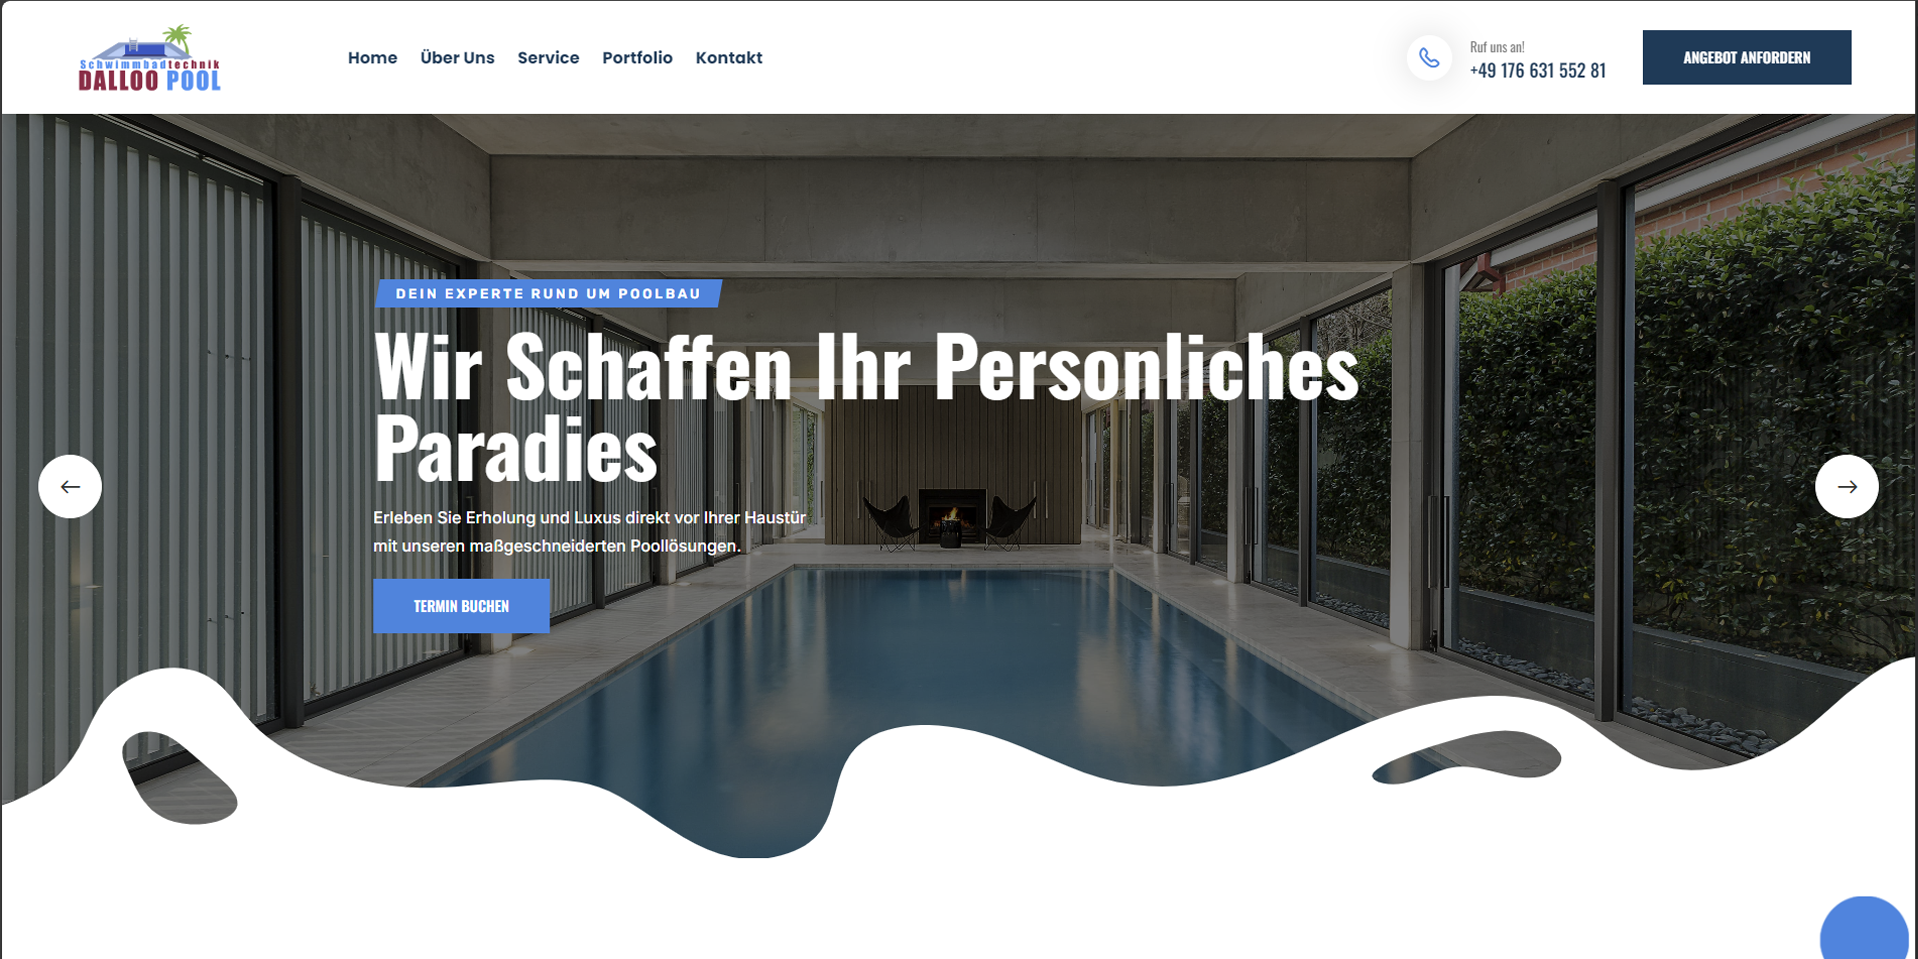 Schwimmbadtechnik
DALLOO POOL
Home Über Uns Service Portfolio Kontakt
Ruf uns an!
+49 176 631 552 81
ANGEBOT ANFORDERN
DEIN EXPERTE RUND UM POOLBAU
Wir Schaffen Ihr Personliches
Paradies
Erleben Sie Erholung und Luxus direkt vor Ihrer Haustür
mit unseren maßgeschneiderten Poollösungen.
TERMIN BUCHEN